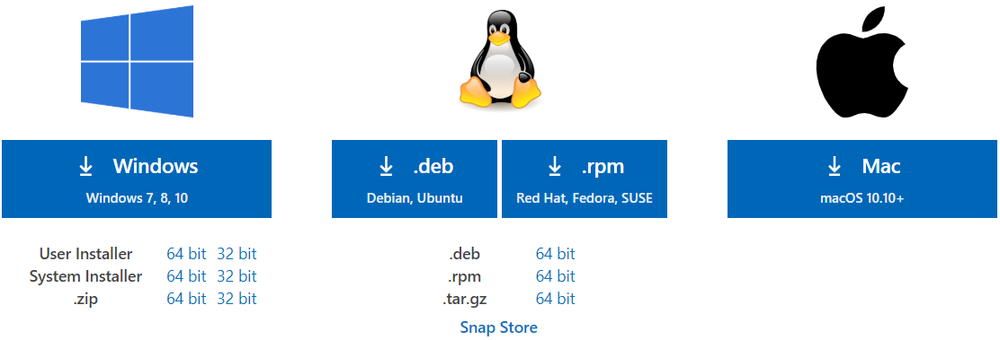 Windows
Windows 7, 8, 10
.deb
Debian, Ubuntu
.rpm
Red Hat, Fedora, SUSE
Mac
macOS 10.10+
User Installer 64 bit 32 bit
System Installer 64 bit 32 bit
.zip 64 bit 32 bit
.deb 64 bit
.rpm 64 bit
.tar.gz 64 bit
Snap Store